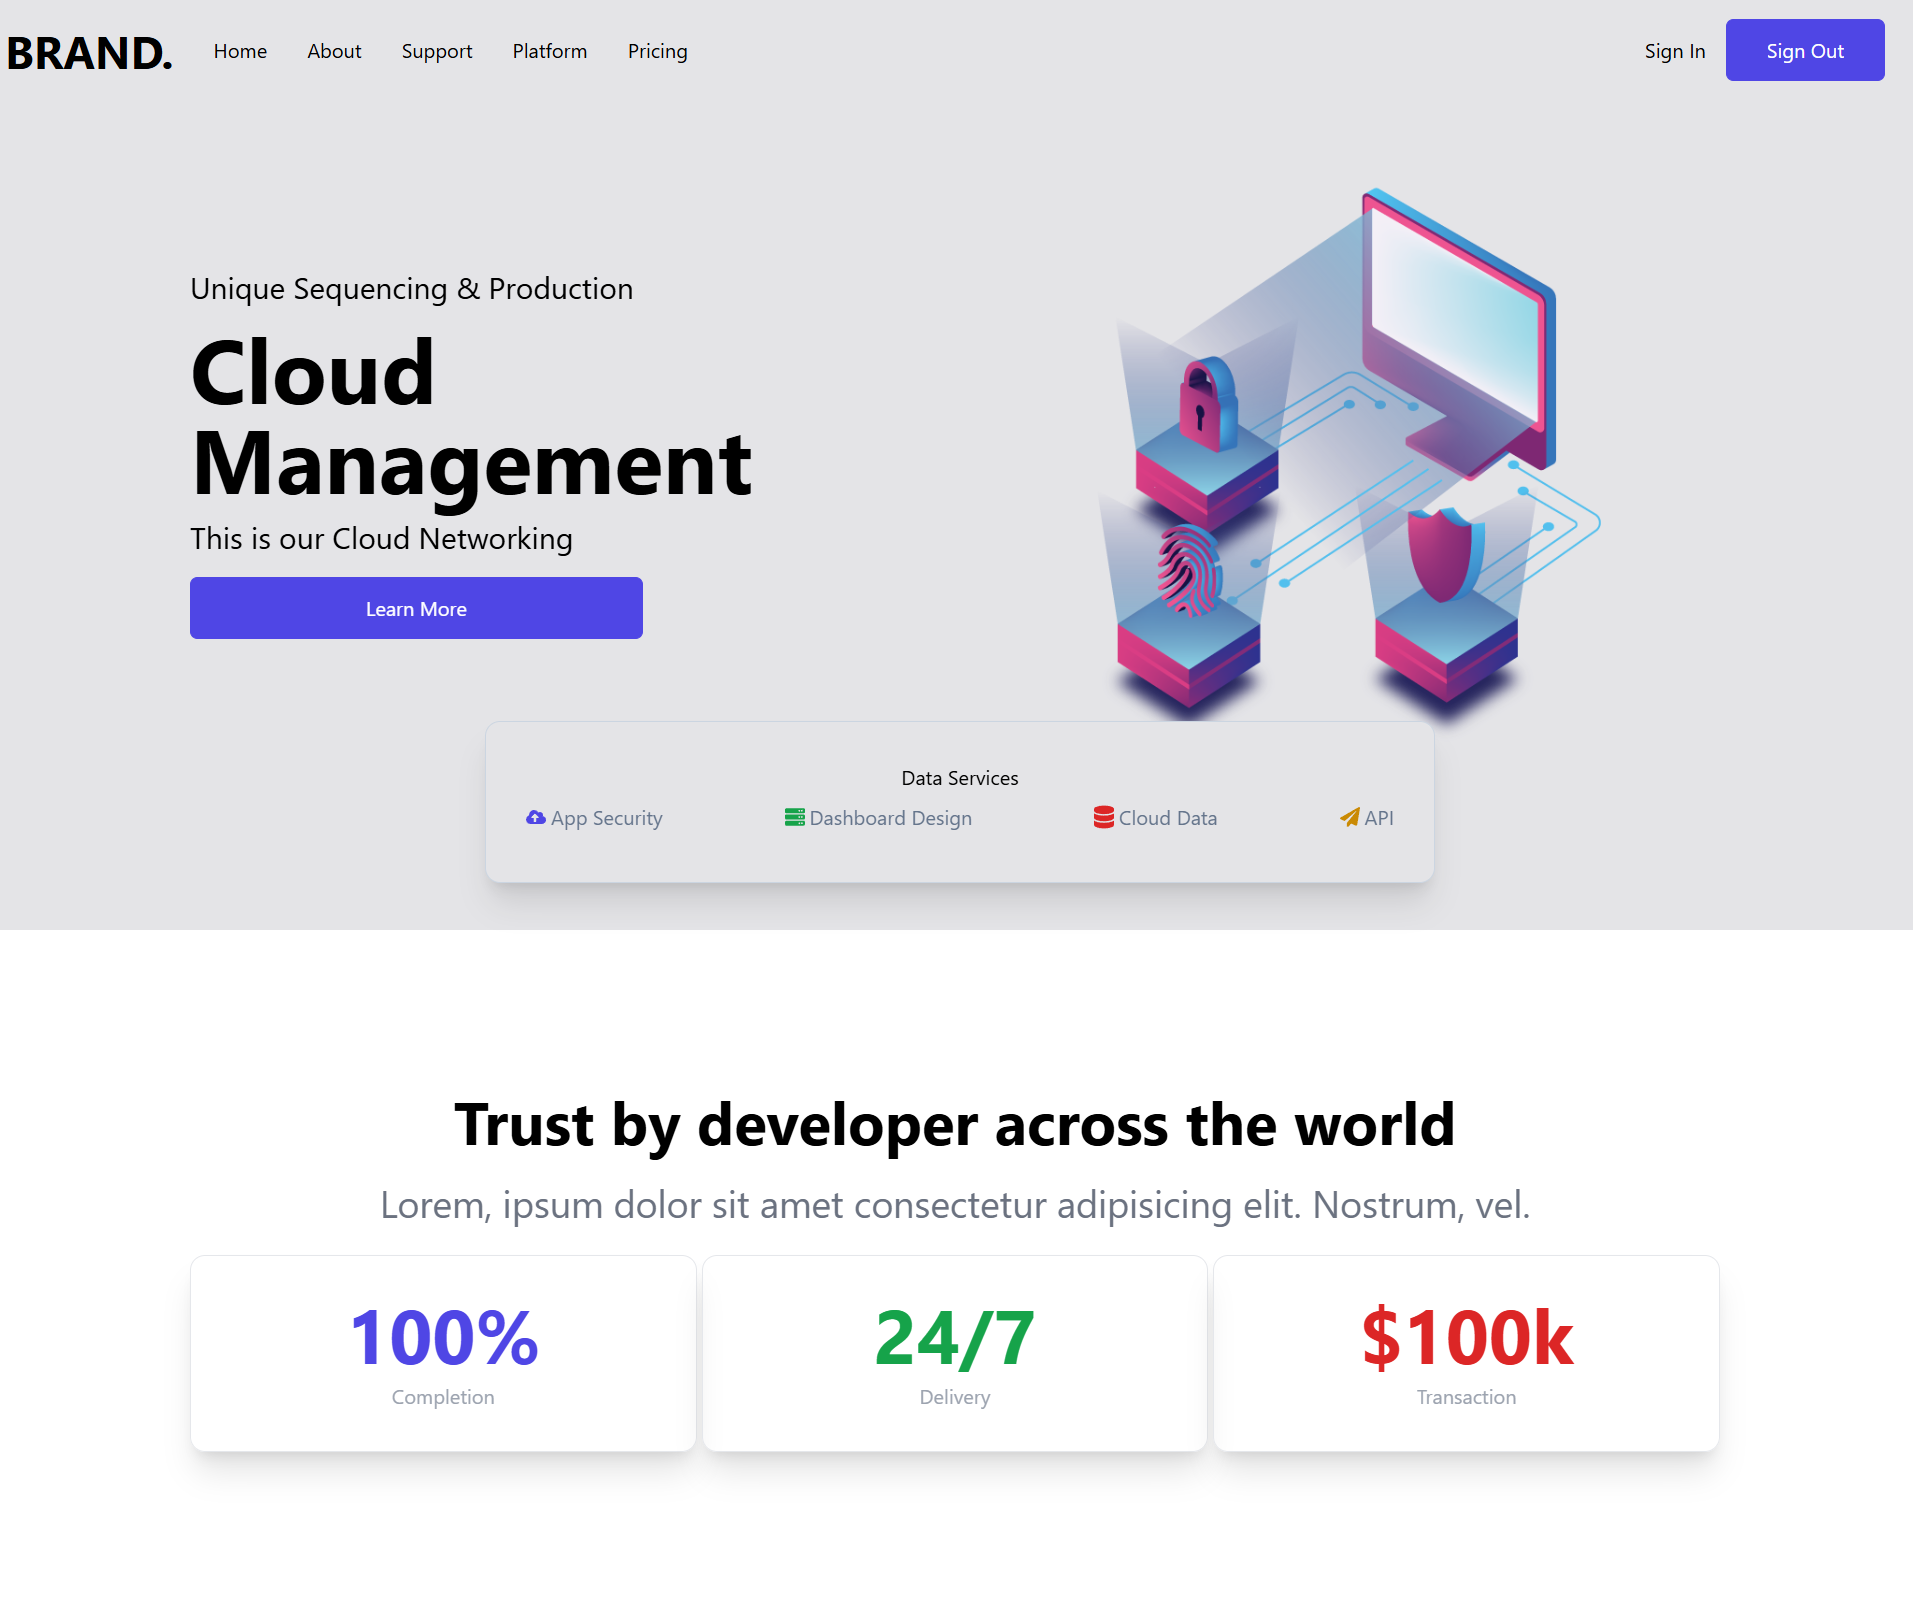 BRAND. Home About Support Platform Pricing Sign In Sign Out
Unique Sequencing & Production
Cloud
Management
This is our Cloud Networking
Learn More
Data Services
App Security Dashboard Design Cloud Data API
Trust by developer across the world
Lorem, ipsum dolor sit amet consectetur adipisicing elit. Nostrum, vel.
100% 24/7 $100k
Completion Delivery Transaction